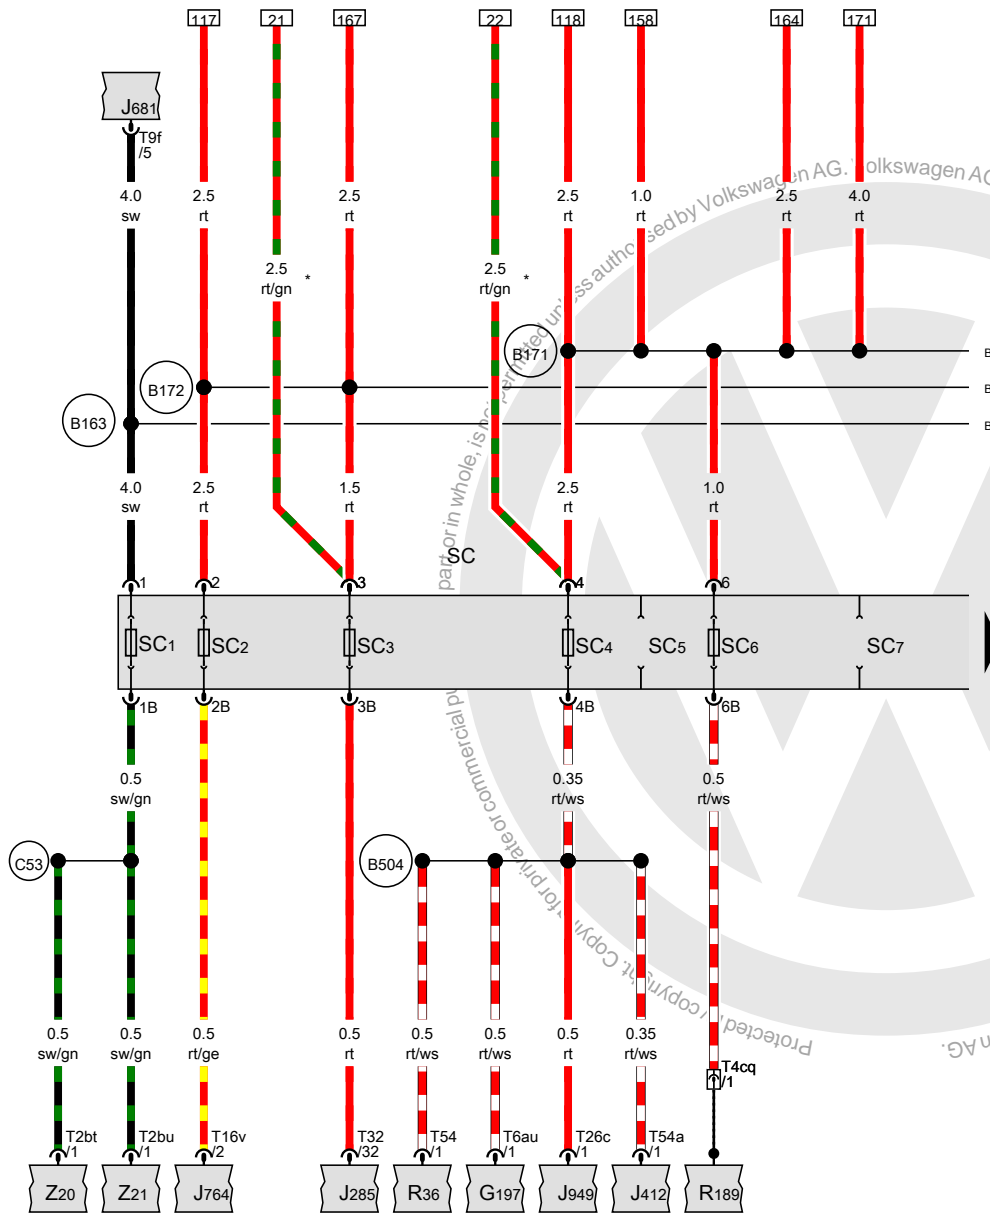 117 21 167 22 118 158 164 171
J681
T9f
/5
4.0 2.5 2.5 2.5 1.0 2.5 4.0
sw rt rt rt rt rt rt
2.5 * 2.5 *
rt/gn rt/gn
B171
B172
B163
B
B
B
4.0 2.5 1.5 2.5 1.0
sw rt rt rt rt
SC
1 2 3 4 6
SC1 SC2 SC3 SC4 SC5 SC6 SC7
1B 2B 3B 4B 6B
0.5 0.35 0.5
sw/gn rt/ws rt/ws
C53 B504
0.5 0.5 0.5 0.5 0.5 0.5 0.5 0.35
sw/gn sw/gn rt/ge rt rt/ws rt/ws rt rt/ws
T4cq
/1
T2bt T2bu T16v T32 T54 T6au T26c T54a
/1 /1 /2 /32 /1 /1 /1 /1
Z20 Z21 J764 J285 R36 G197 J949 J412 R189
part or in whole, is not permitted unless authorised by Volkswagen AG. Volkswagen AG
Protected by copyright. Copying for private or commercial pu
n AG.